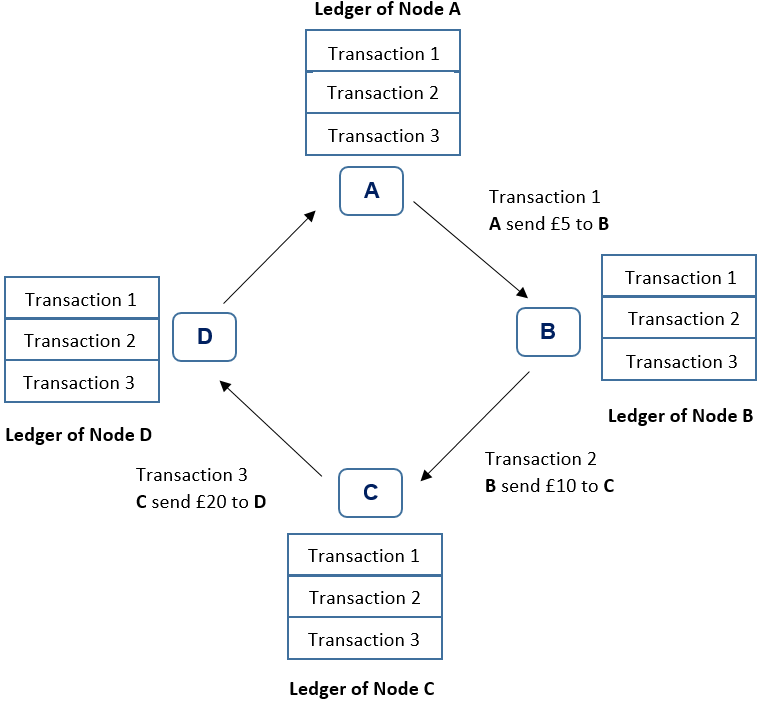 Ledger of Node A
Transaction 1
Transaction 2
Transaction 3
A
Transaction 1
A send £5 to B
Transaction 1
Transaction 2
Transaction 3
B
Ledger of Node B
Transaction 1
Transaction 2
Transaction 3
D
Ledger of Node D
Transaction 3
C send £20 to D
Transaction 2
B send £10 to C
C
Transaction 1
Transaction 2
Transaction 3
Ledger of Node C